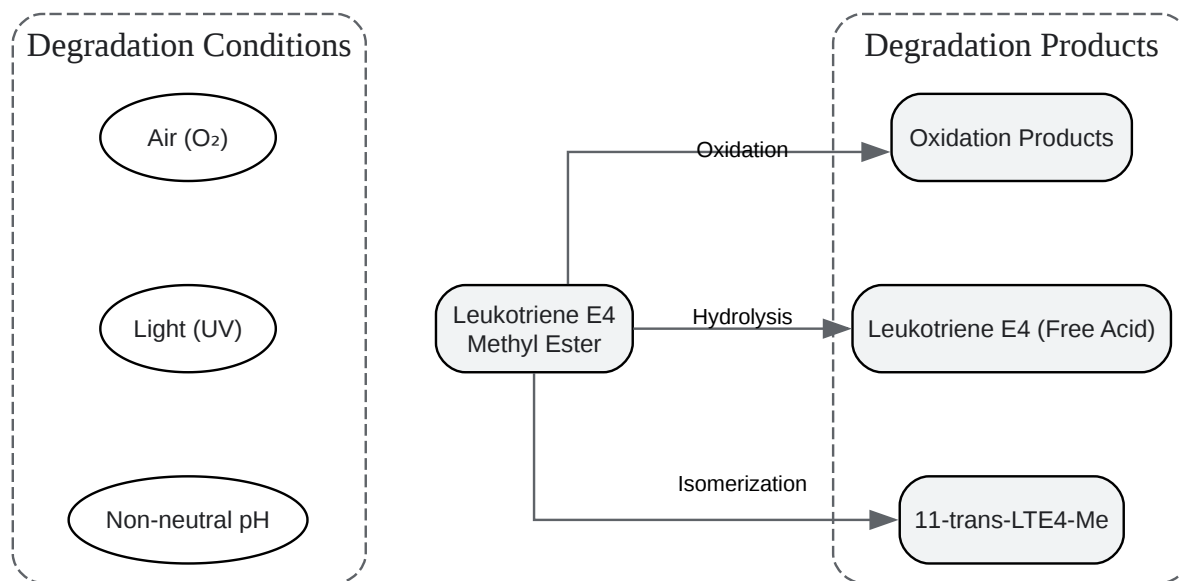 Degradation Conditions
Air (O₂)
Light (UV)
Non-neutral pH
Leukotriene E4
Methyl Ester
Oxidation
Hydrolysis
Isomerization
Degradation Products
Oxidation Products
Leukotriene E4 (Free Acid)
11-trans-LTE4-Me